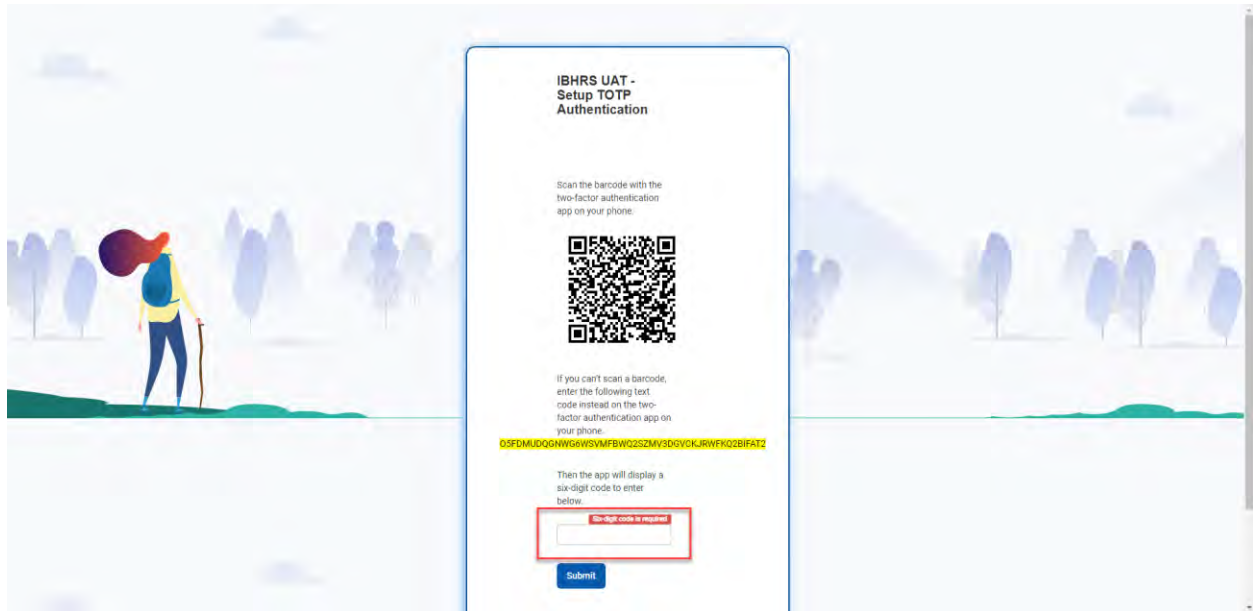 IBHRS UAT -
Setup TOTP
Authentication
Scan the barcode with the
two-factor authentication
app on your phone.
If you can't scan a barcode,
enter the following text
code instead on the two-
factor authentication app on
your phone.
O5FDMUDQGNWG6WSVMFBWQ2SZMV3DGVCKJRWFKQ2BIFAT2
Then the app will display a
six-digit code to enter
below.
Six-digit code is required
Submit